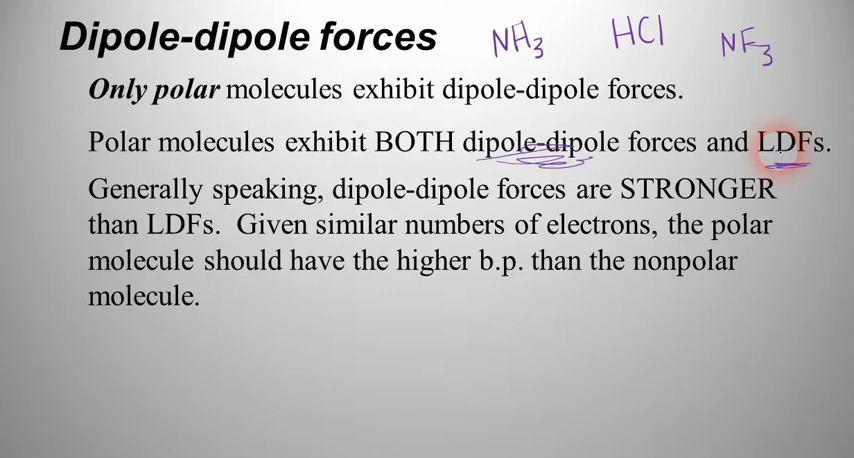 Dipole-dipole forces NH3 HCl NF3
Only polar molecules exhibit dipole-dipole forces.
Polar molecules exhibit BOTH dipole-dipole forces and LDFs.
Generally speaking, dipole-dipole forces are STRONGER
than LDFs. Given similar numbers of electrons, the polar
molecule should have the higher b.p. than the nonpolar
molecule.